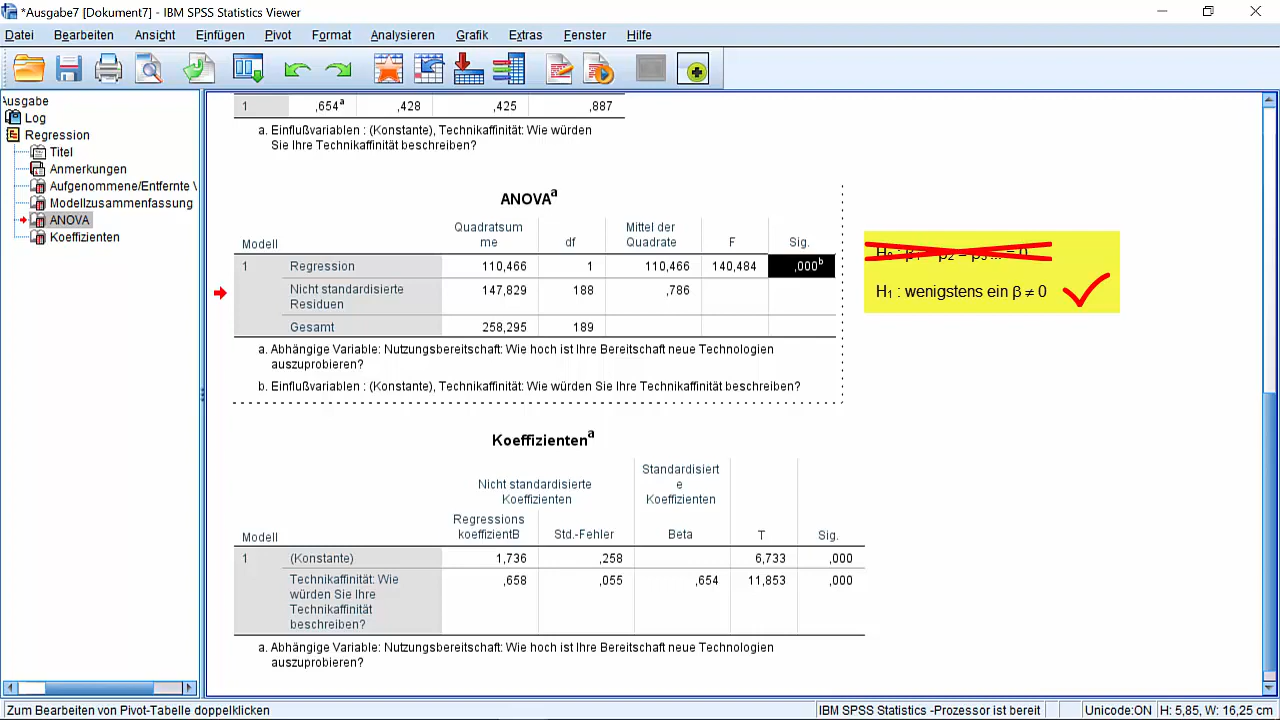 *Ausgabe7 [Dokument7] - IBM SPSS Statistics Viewer
Datei Bearbeiten Ansicht Einfügen Pivot Format Analysieren Grafik Extras Fenster Hilfe
Ausgabe
Log
Regression
Titel
Anmerkungen
Aufgenommene/Entfernte V
Modellzusammenfassung
ANOVA
Koeffizienten
1 ,654a ,428 ,425 ,887
a. Einflußvariablen : (Konstante), Technikaffinität: Wie würden
Sie Ihre Technikaffinität beschreiben?
ANOVAa
Modell Quadratsum
me df Mittel der
Quadrate F Sig.
1 Regression 110,466 1 110,466 140,484 ,000b
Nicht standardisierte
Residuen 147,829 188 ,786
Gesamt 258,295 189
a. Abhängige Variable: Nutzungsbereitschaft: Wie hoch ist Ihre Bereitschaft neue Technologien
auszuprobieren?
b. Einflußvariablen : (Konstante), Technikaffinität: Wie würden Sie Ihre Technikaffinität beschreiben?
H1 : wenigstens ein β ≠ 0
Koeffizientena
Nicht standardisierte
Koeffizienten
Standardisiert
e
Koeffizienten
Modell Regressions
koeffizientB Std.-Fehler Beta T Sig.
1 (Konstante) 1,736 ,258 6,733 ,000
Technikaffinität: Wie ,658 ,055 ,654 11,853 ,000
würden Sie Ihre
Technikaffinität
beschreiben?
a. Abhängige Variable: Nutzungsbereitschaft: Wie hoch ist Ihre Bereitschaft neue Technologien
auszuprobieren?
Zum Bearbeiten von Pivot-Tabelle doppelklicken
IBM SPSS Statistics -Prozessor ist bereit Unicode:ON H: 5,85, W: 16,25 cm